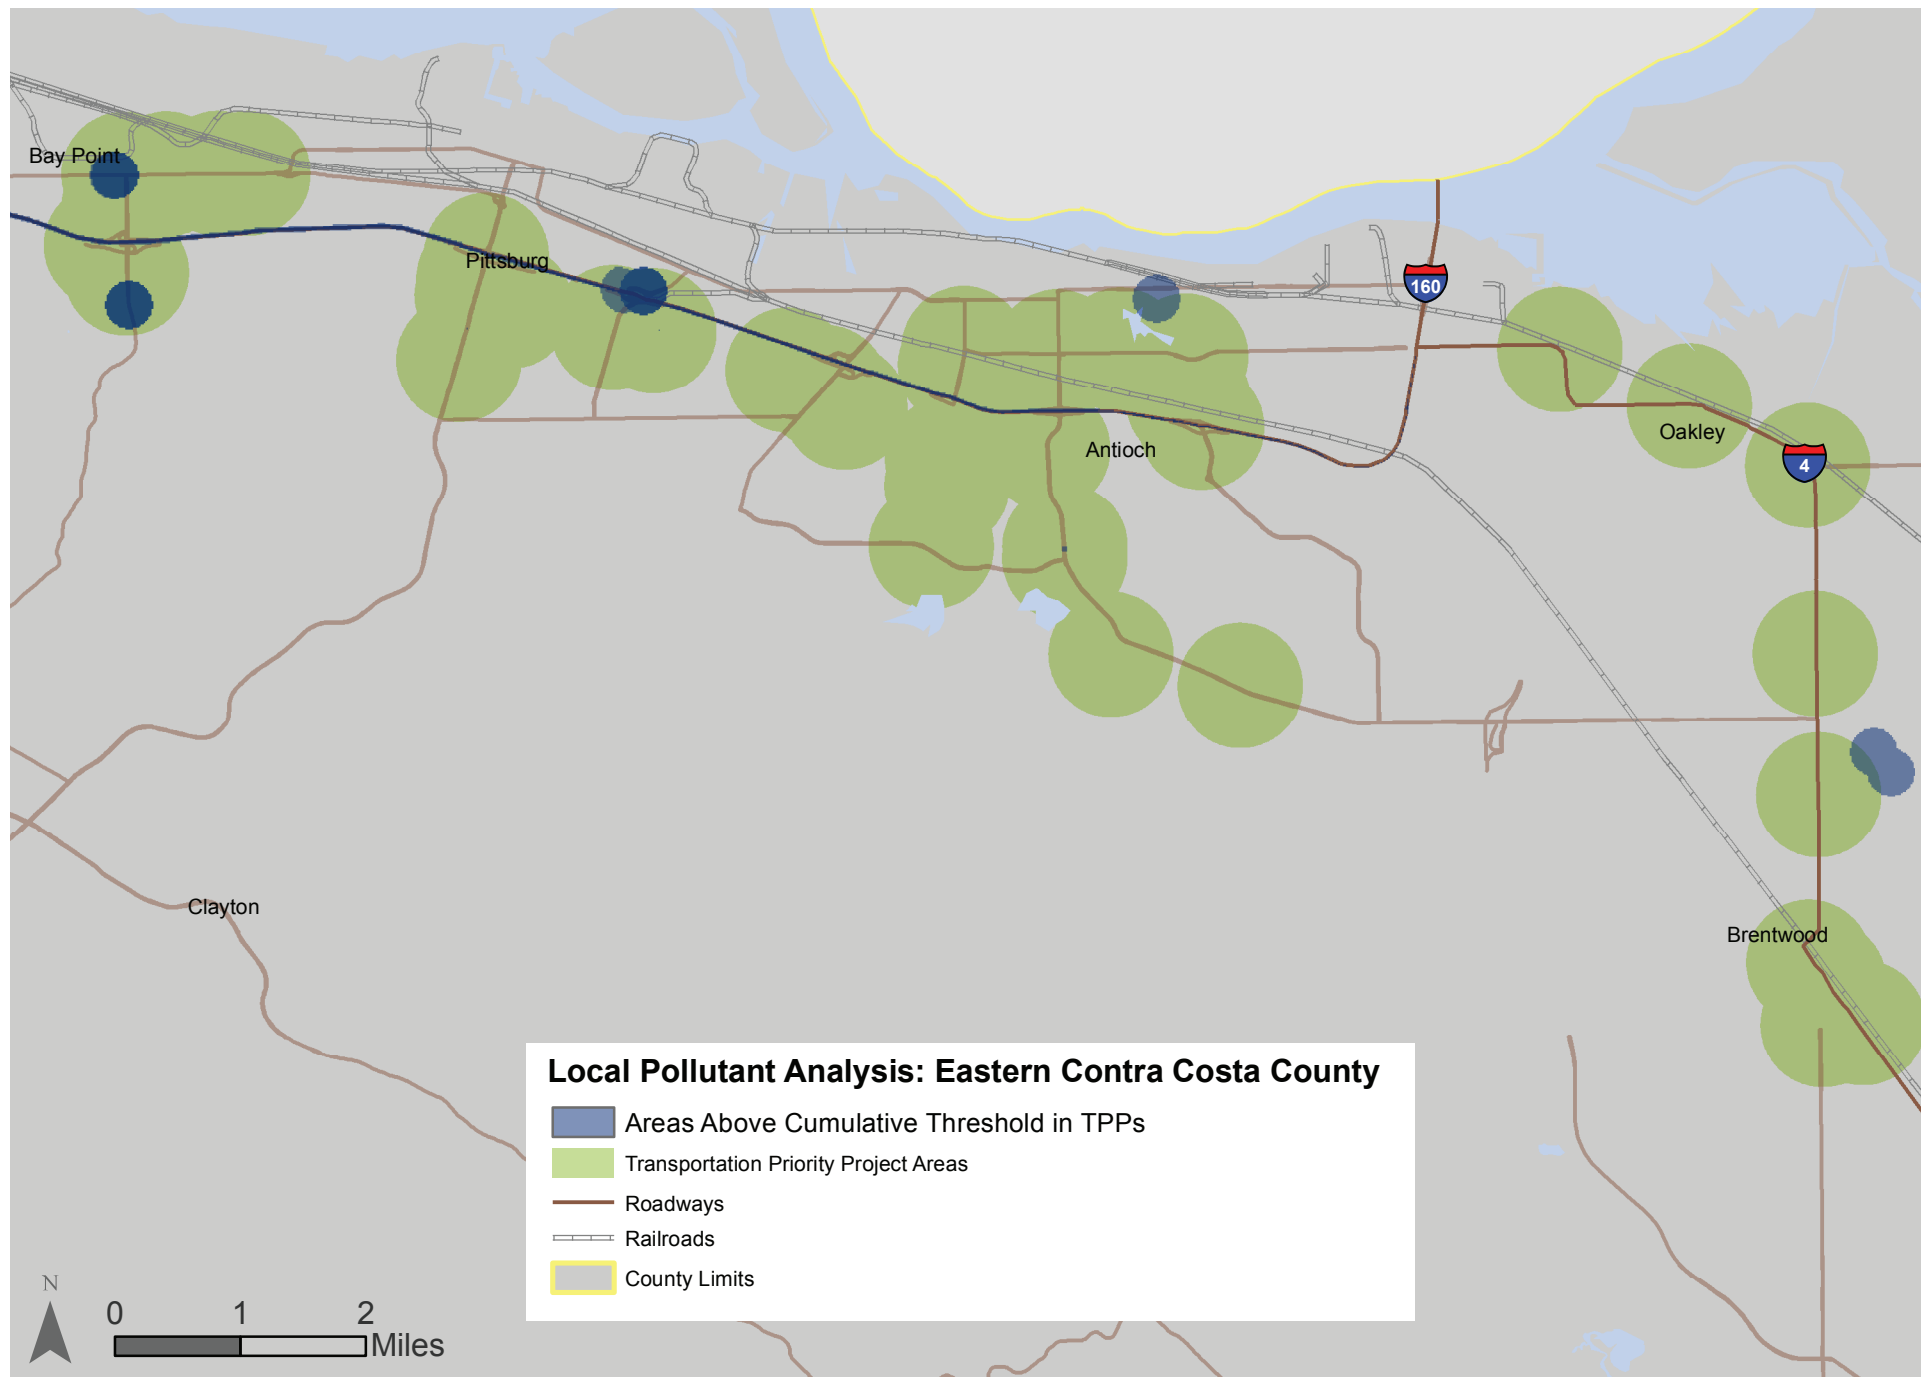 Bay Point
Pittsburg
160
Antioch
Oakley
4
Clayton
Brentwood
Local Pollutant Analysis: Eastern Contra Costa County
Areas Above Cumulative Threshold in TPPs
Transportation Priority Project Areas
Roadways
Railroads
County Limits
N
0 1 2
Miles